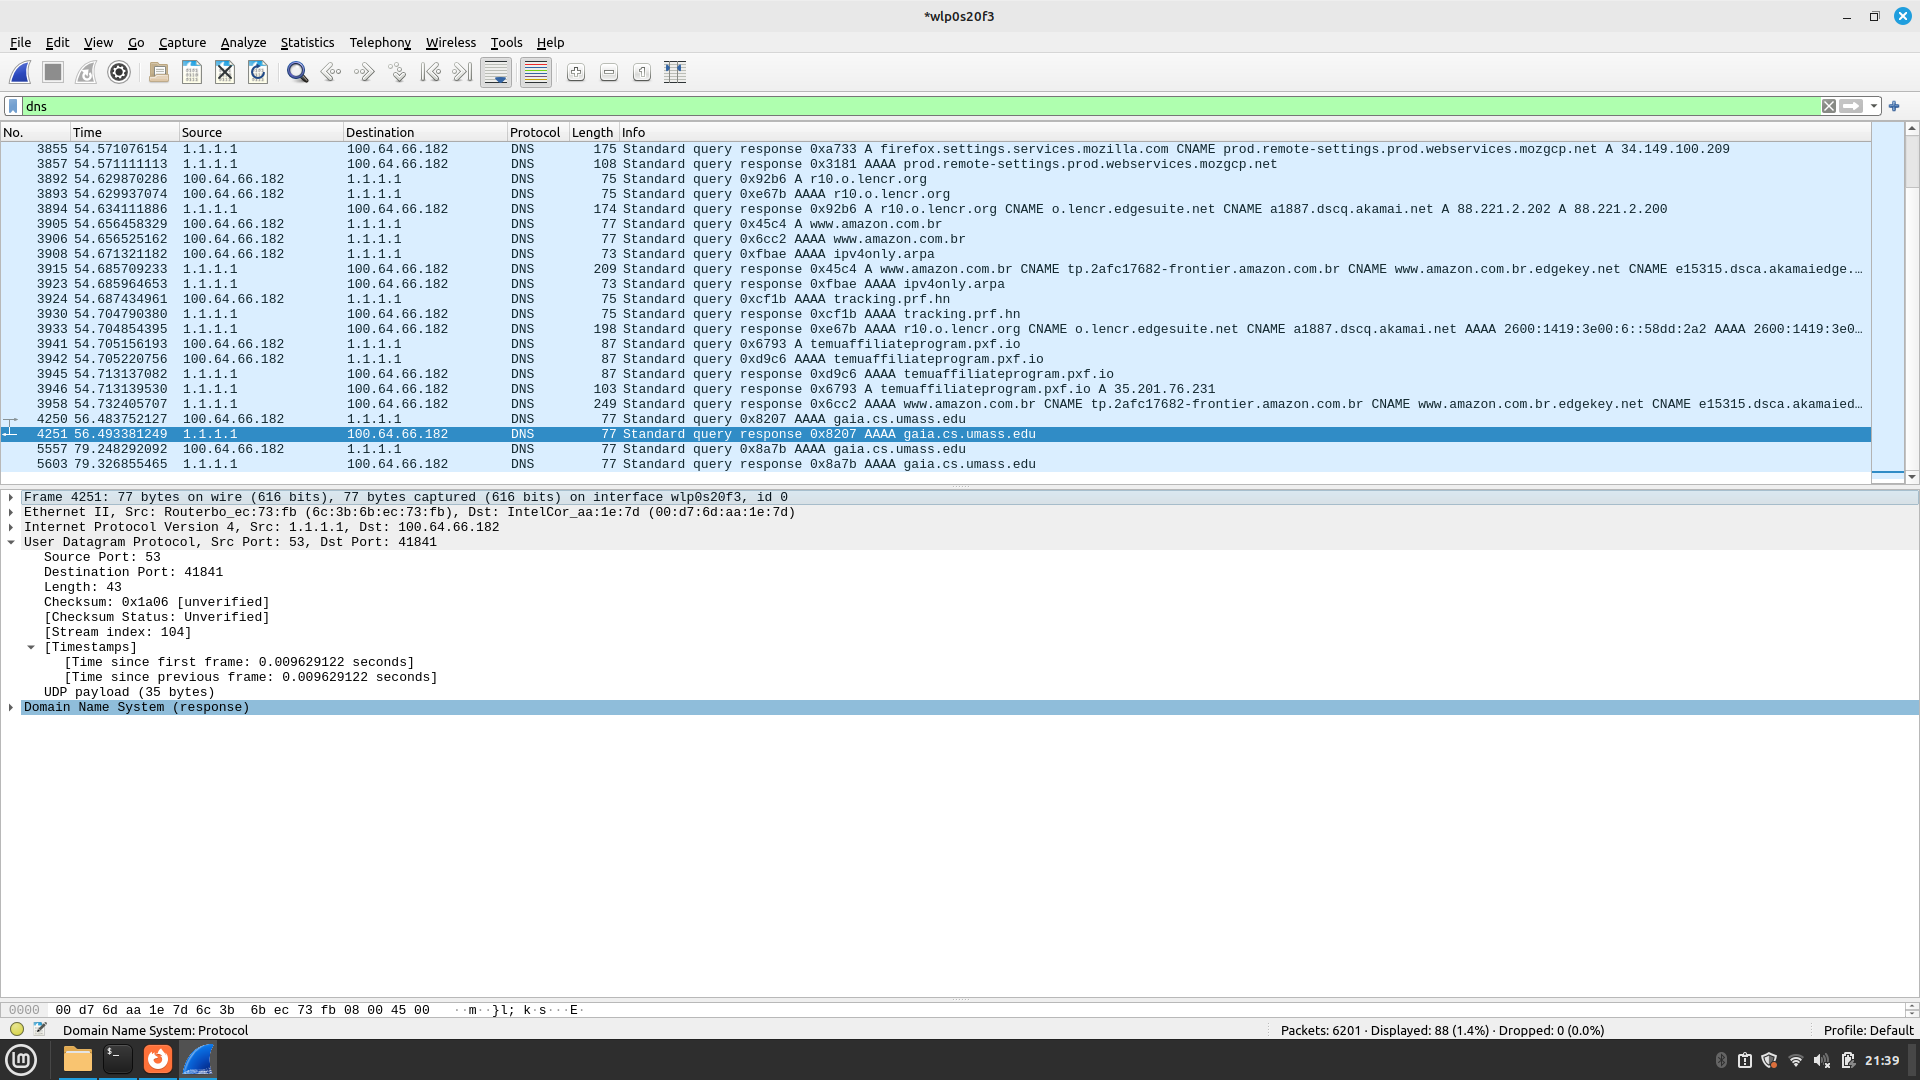 *wlp0s20f3
File Edit View Go Capture Analyze Statistics Telephony Wireless Tools Help
dns
No. Time Source Destination Protocol Length Info
3855 54.571076154 1.1.1.1 100.64.66.182 DNS 175 Standard query response 0xa733 A firefox.settings.services.mozilla.com CNAME prod.remote-settings.prod.webservices.mozgcp.net A 34.149.100.209
3857 54.571111113 1.1.1.1 100.64.66.182 DNS 108 Standard query response 0x3181 AAAA prod.remote-settings.prod.webservices.mozgcp.net
3892 54.629870286 100.64.66.182 1.1.1.1 DNS 75 Standard query 0x92b6 A r10.o.lencr.org
3893 54.629937074 100.64.66.182 1.1.1.1 DNS 75 Standard query 0xe67b AAAA r10.o.lencr.org
3894 54.634111886 1.1.1.1 100.64.66.182 DNS 174 Standard query response 0x92b6 A r10.o.lencr.org CNAME o.lencr.edgesuite.net CNAME a1887.dscq.akamai.net A 88.221.2.202 A 88.221.2.200
3905 54.656458329 100.64.66.182 1.1.1.1 DNS 77 Standard query 0x45c4 A www.amazon.com.br
3906 54.656525162 100.64.66.182 1.1.1.1 DNS 77 Standard query 0x6cc2 AAAA www.amazon.com.br
3908 54.671321182 100.64.66.182 1.1.1.1 DNS 73 Standard query 0xfbae AAAA ipv4only.arpa
3915 54.685709233 1.1.1.1 100.64.66.182 DNS 209 Standard query response 0x45c4 A www.amazon.com.br CNAME tp.2afc17682-frontier.amazon.com.br CNAME www.amazon.com.br.edgekey.net CNAME e15315.dsca.akamaiedge.…
3923 54.685964653 1.1.1.1 100.64.66.182 DNS 73 Standard query response 0xfbae AAAA ipv4only.arpa
3924 54.687434961 100.64.66.182 1.1.1.1 DNS 75 Standard query 0xcf1b AAAA tracking.prf.hn
3930 54.704790380 1.1.1.1 100.64.66.182 DNS 75 Standard query response 0xcf1b AAAA tracking.prf.hn
3933 54.704854395 1.1.1.1 100.64.66.182 DNS 198 Standard query response 0xe67b AAAA r10.o.lencr.org CNAME o.lencr.edgesuite.net CNAME a1887.dscq.akamai.net AAAA 2600:1419:3e00:6::58dd:2a2 AAAA 2600:1419:3e0…
3941 54.705156193 100.64.66.182 1.1.1.1 DNS 87 Standard query 0x6793 A temuaffiliateprogram.pxf.io
3942 54.705220756 100.64.66.182 1.1.1.1 DNS 87 Standard query 0xd9c6 AAAA temuaffiliateprogram.pxf.io
3945 54.713137082 1.1.1.1 100.64.66.182 DNS 87 Standard query response 0xd9c6 AAAA temuaffiliateprogram.pxf.io
3946 54.713139530 1.1.1.1 100.64.66.182 DNS 103 Standard query response 0x6793 A temuaffiliateprogram.pxf.io A 35.201.76.231
3958 54.732405707 1.1.1.1 100.64.66.182 DNS 249 Standard query response 0x6cc2 AAAA www.amazon.com.br CNAME tp.2afc17682-frontier.amazon.com.br CNAME www.amazon.com.br.edgekey.net CNAME e15315.dsca.akamaied…
4250 56.483752127 100.64.66.182 1.1.1.1 DNS 77 Standard query 0x8207 AAAA gaia.cs.umass.edu
4251 56.493381249 1.1.1.1 100.64.66.182 DNS 77 Standard query response 0x8207 AAAA gaia.cs.umass.edu
5557 79.248292092 100.64.66.182 1.1.1.1 DNS 77 Standard query 0x8a7b AAAA gaia.cs.umass.edu
5603 79.326855465 1.1.1.1 100.64.66.182 DNS 77 Standard query response 0x8a7b AAAA gaia.cs.umass.edu
Frame 4251: 77 bytes on wire (616 bits), 77 bytes captured (616 bits) on interface wlp0s20f3, id 0
Ethernet II, Src: Routerbo_ec:73:fb (6c:3b:6b:ec:73:fb), Dst: IntelCor_aa:1e:7d (00:d7:6d:aa:1e:7d)
Internet Protocol Version 4, Src: 1.1.1.1, Dst: 100.64.66.182
User Datagram Protocol, Src Port: 53, Dst Port: 41841
Source Port: 53
Destination Port: 41841
Length: 43
Checksum: 0x1a06 [unverified]
[Checksum Status: Unverified]
[Stream index: 104]
[Timestamps]
[Time since first frame: 0.009629122 seconds]
[Time since previous frame: 0.009629122 seconds]
UDP payload (35 bytes)
Domain Name System (response)
0000 00 d7 6d aa 1e 7d 6c 3b 6b ec 73 fb 08 00 45 00 ··m··}l; k·s···E·
Domain Name System: Protocol
Packets: 6201 · Displayed: 88 (1.4%) · Dropped: 0 (0.0%)
Profile: Default
21:39